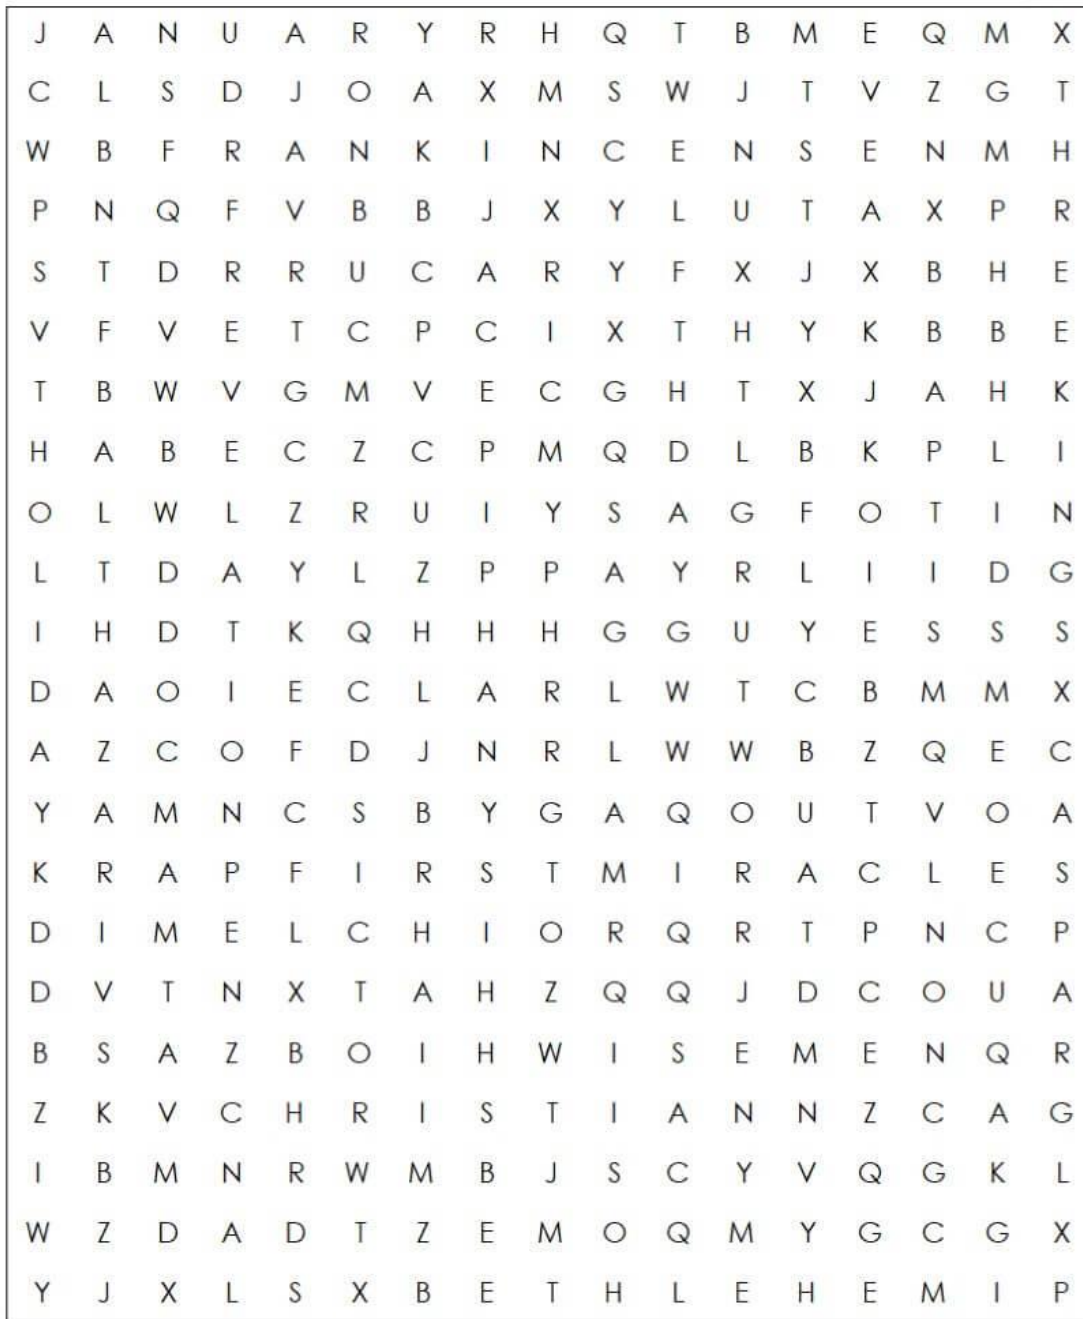 J A N U A R Y R H Q T B M E Q M X
C L S D J O A X M S W J T V Z G T
W B F R A N K I N C E N S E N M H
P N Q F V B B J X Y L U T A X P R
S T D R R U C A R Y F X J X B H E
V F V E T C P C I X T H Y K B B E
T B W V G M V E C G H T X J A H K
H A B E C Z C P M Q D L B K P L I
O L W L Z R U I Y S A G F O T I N
L T D A Y L Z P P A Y R L I I D G
I H D T K Q H H H G G U Y E S S S
D A O I E C L A R L W T C B M M X
A Z C O F D J N R L W W B Z Q E C
Y A M N C S B Y G A Q O U T V O A
K R A P F I R S T M I R A C L E S
D I M E L C H I O R Q R T P N C P
D V T N X T A H Z Q Q J D C O U A
B S A Z B O I H W I S E M E N Q R
Z K V C H R I S T I A N N Z C A G
I B M N R W M B J S C Y V Q G K L
W Z D A D T Z E M O Q M Y G C G X
Y J X L S X B E T H L E H E M I P